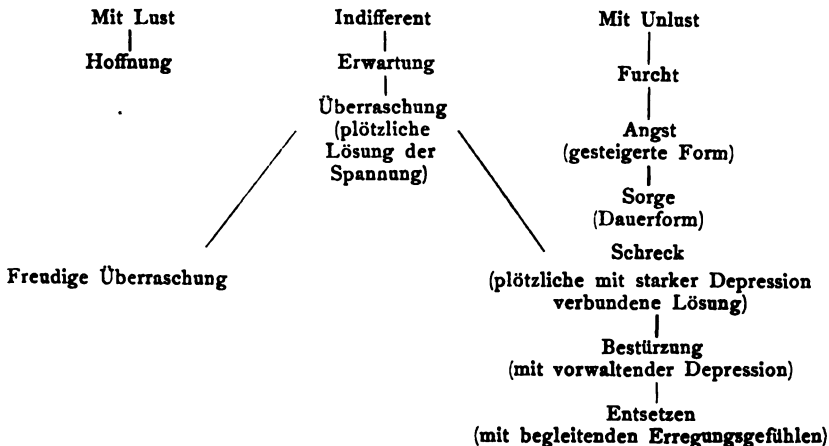 Mit Lust
Indifferent
Mit Unlust
Hoffnung
Erwartung
Furcht
Überraschung
(plötzliche
Lösung der
Spannung)
Angst
(gesteigerte Form)
Sorge
(Dauerform)
Freudige Überraschung
Schreck
(plötzliche mit starker Depression
verbundene Lösung)
Bestürzung
(mit vorwaltender Depression)
Entsetzen
(mit begleitenden Erregungsgefühlen)